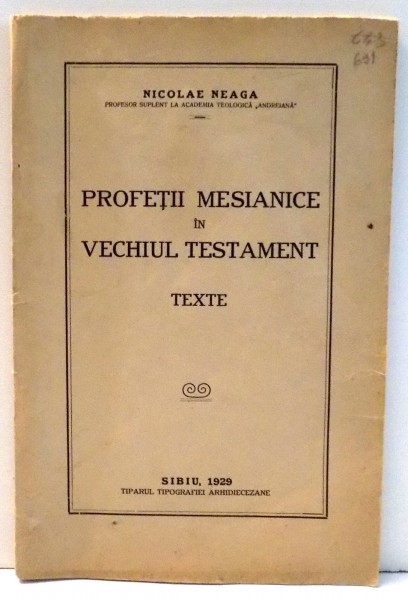 NICOLAE NEAGA
PROFESOR SUPLENT LA ACADEMIA TEOLOGICĂ „ANDREIANĂ“
PROFEȚII MESIANICE
ÎN
VECHIUL TESTAMENT
TEXTE
SIBIU, 1929
TIPARUL TIPOGRAFIEI ARHIDIECEZANE